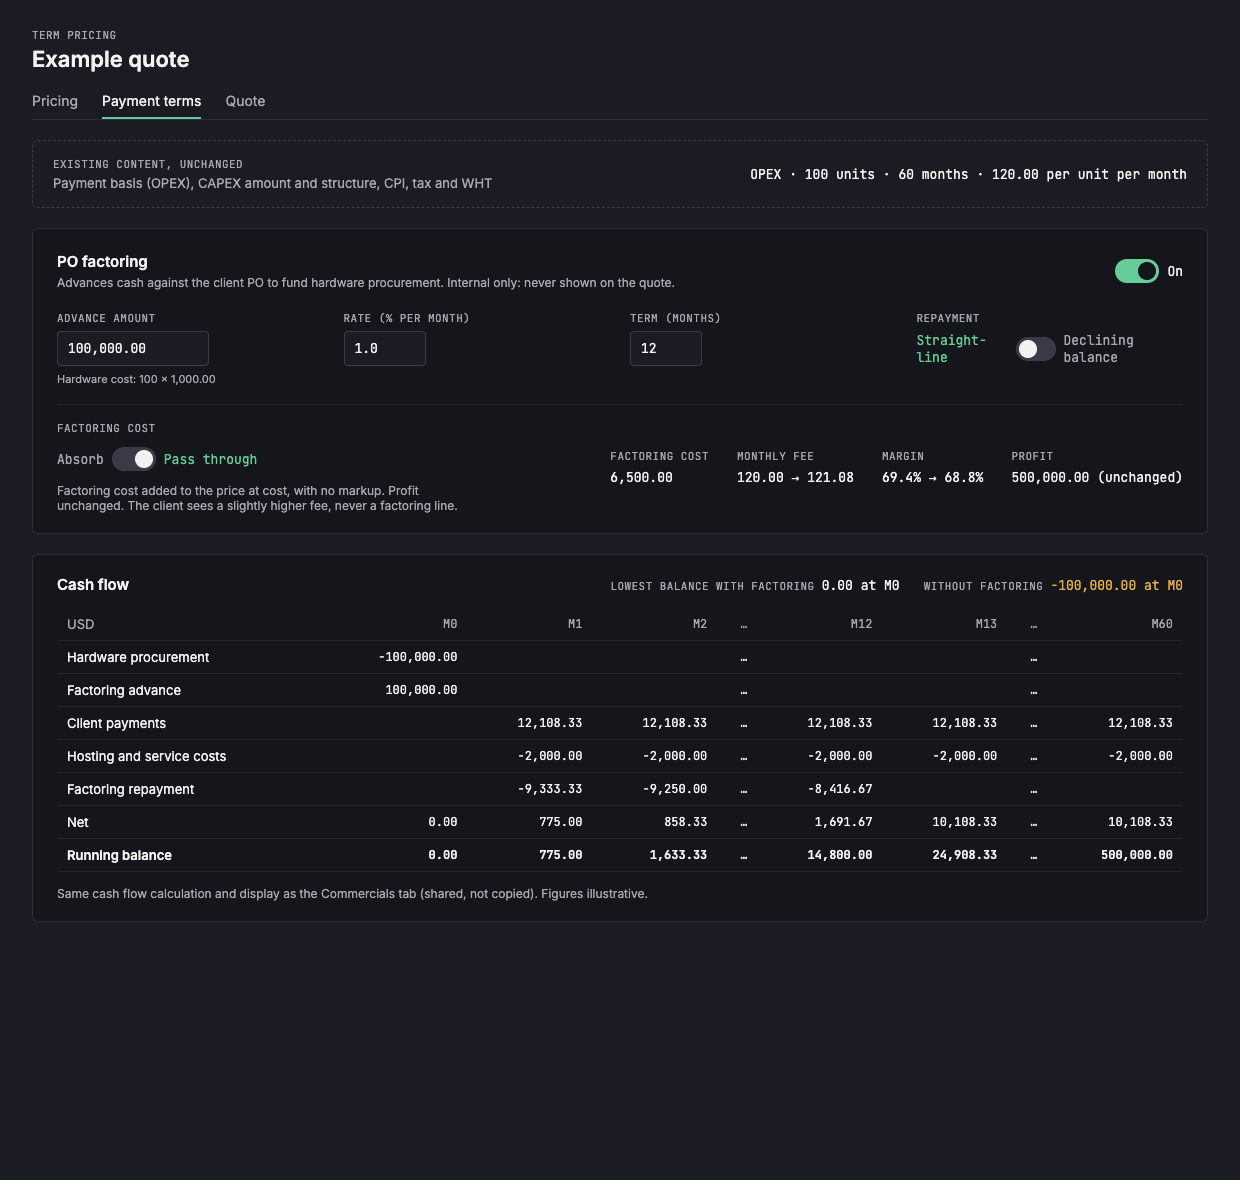 TERM PRICING
Example quote
Pricing Payment terms Quote
EXISTING CONTENT, UNCHANGED
Payment basis (OPEX), CAPEX amount and structure, CPI, tax and WHT
OPEX · 100 units · 60 months · 120.00 per unit per month
PO factoring
Advances cash against the client PO to fund hardware procurement. Internal only: never shown on the quote.
On
ADVANCE AMOUNT RATE (% PER MONTH) TERM (MONTHS) REPAYMENT
100,000.00 1.0 12 Straight-line Declining balance
Hardware cost: 100 × 1,000.00
FACTORING COST
Absorb Pass through
Factoring cost added to the price at cost, with no markup. Profit
unchanged. The client sees a slightly higher fee, never a factoring line.
FACTORING COST MONTHLY FEE MARGIN PROFIT
6,500.00 120.00 → 121.08 69.4% → 68.8% 500,000.00 (unchanged)
Cash flow
LOWEST BALANCE WITH FACTORING 0.00 at M0 WITHOUT FACTORING -100,000.00 at M0
USD M0 M1 M2 … M12 M13 … M60
Hardware procurement -100,000.00 … …
Factoring advance 100,000.00 … …
Client payments 12,108.33 12,108.33 … 12,108.33 12,108.33 … 12,108.33
Hosting and service costs -2,000.00 -2,000.00 … -2,000.00 -2,000.00 … -2,000.00
Factoring repayment -9,333.33 -9,250.00 … -8,416.67 …
Net 0.00 775.00 858.33 … 1,691.67 10,108.33 … 10,108.33
Running balance 0.00 775.00 1,633.33 … 14,800.00 24,908.33 … 500,000.00
Same cash flow calculation and display as the Commercials tab (shared, not copied). Figures illustrative.